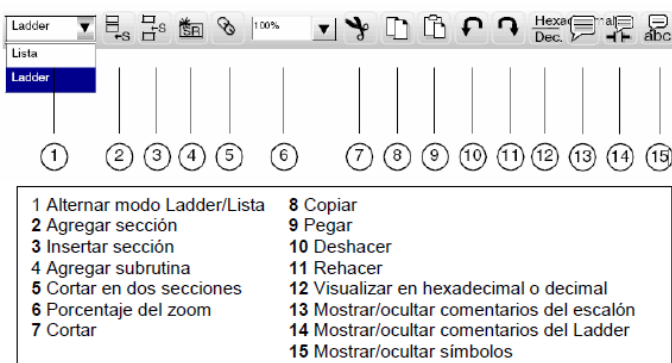 Ladder
Lista
Ladder
S
S
SR
100%
Hexadecimal
Dec.
abc
1 2 3 4 5 6 7 8 9 10 11 12 13 14 15
1 Alternar modo Ladder/Lista
2 Agregar sección
3 Insertar sección
4 Agregar subrutina
5 Cortar en dos secciones
6 Porcentaje del zoom
7 Cortar
8 Copiar
9 Pegar
10 Deshacer
11 Rehacer
12 Visualizar en hexadecimal o decimal
13 Mostrar/ocultar comentarios del escalón
14 Mostrar/ocultar comentarios del Ladder
15 Mostrar/ocultar símbolos